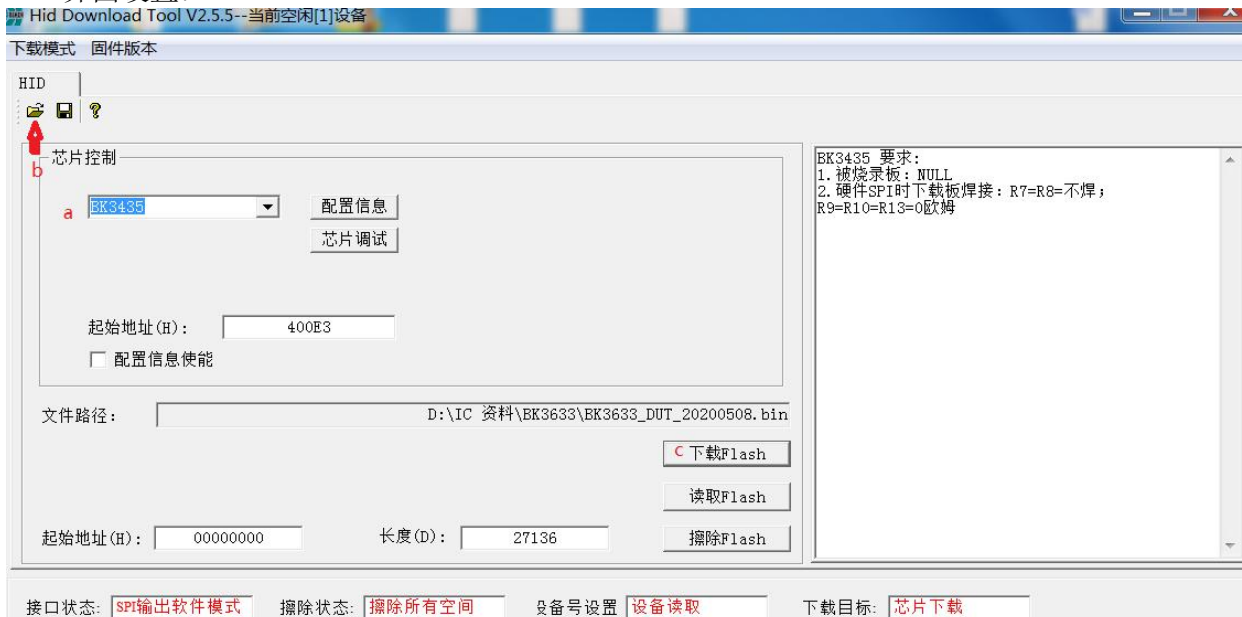 Hid Download Tool V2.5.5--当前空闲[1]设备
下载模式 固件版本
HID
b
芯片控制
a BK3435 配置信息
芯片调试
起始地址(H): 400E3
配置信息使能
文件路径: D:\IC 资料\BK3633\BK3633_DUT_20200508.bin
C 下载Flash
读取Flash
起始地址(H): 00000000 长度(D): 27136 擦除Flash
BK3435 要求:
1.被烧录板: NULL
2.硬件SPI时下载板焊接: R7=R8=不焊;
R9=R10=R13=0欧姆
接口状态: SPI输出软件模式 擦除状态: 擦除所有空间 设备号设置 设备读取 下载目标: 芯片下载